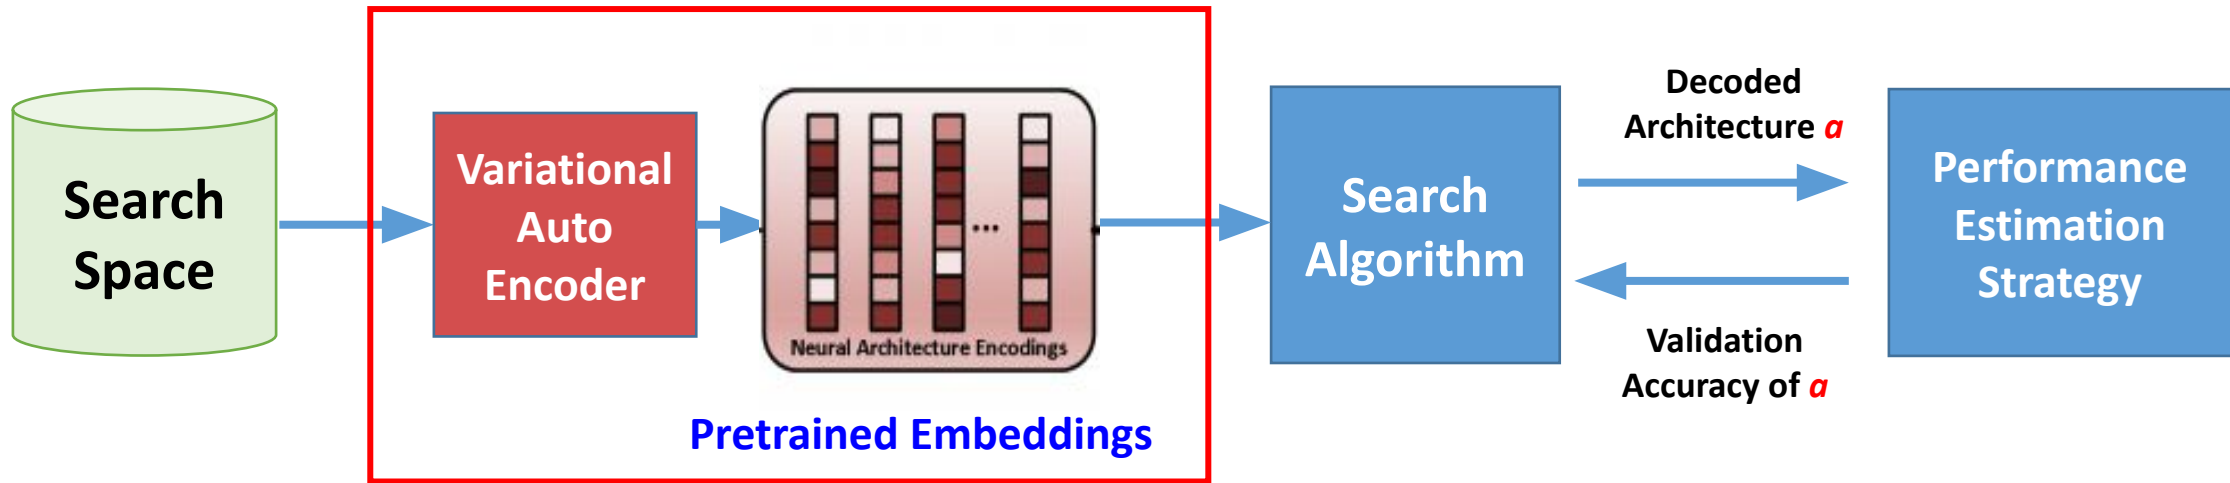 Search
Space
Variational
Auto
Encoder
...
Neural Architecture Encodings
Pretrained Embeddings
Search
Algorithm
Decoded
Architecture a
Validation
Accuracy of a
Performance
Estimation
Strategy